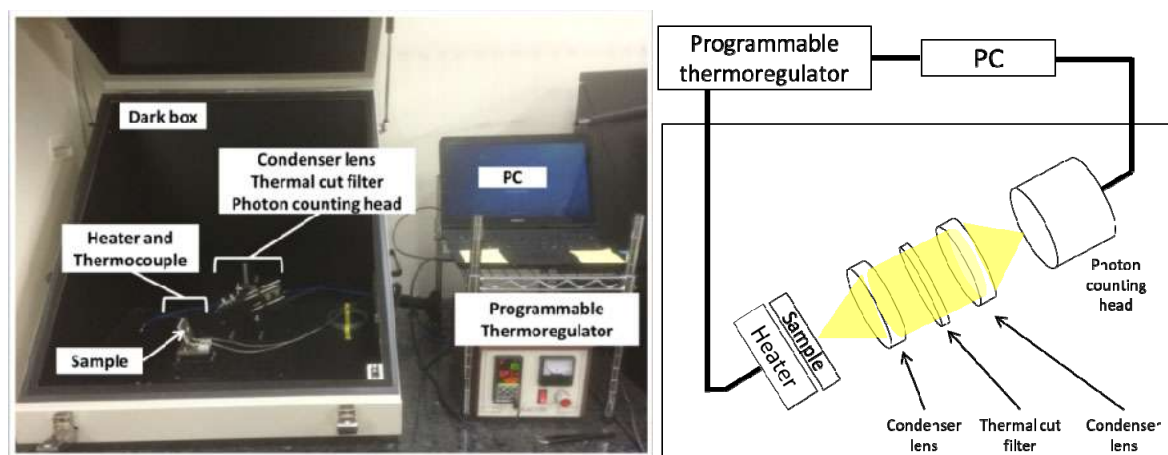 Dark box
Condenser lens
Thermal cut filter
Photon counting head
Heater and
Thermocouple
Sample
PC
Programmable
Thermoregulator
Programmable
thermoregulator
PC
Photon
counting
head
Sample
Heater
Condenser
lens
Thermal cut
filter
Condenser
lens